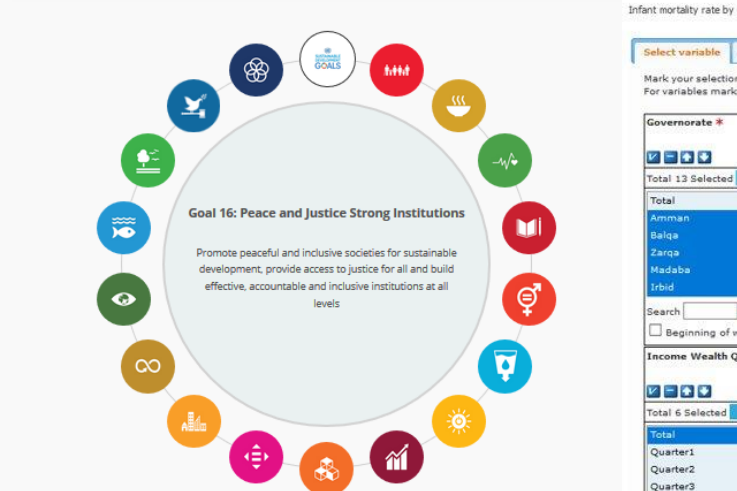 SUSTAINABLE
DEVELOPMENT
GOALS
Goal 16: Peace and Justice Strong Institutions
Promote peaceful and inclusive societies for sustainable
development, provide access to justice for all and build
effective, accountable and inclusive institutions at all
levels
Infant mortality rate by
Select variable
Mark your selection
For variables mark
Governorate *
Total 13 Selected
Total
Amman
Balqa
Zarqa
Madaba
Irbid
Search
Beginning of w
Income Wealth Q
Total 6 Selected
Total
Quarter1
Quarter2
Quarter3